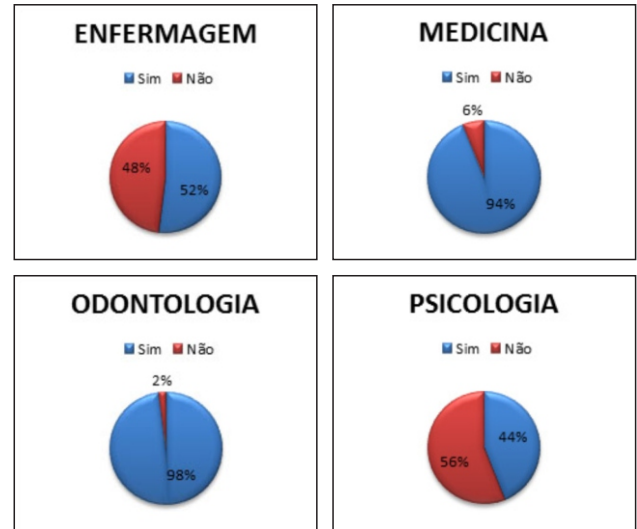 ENFERMAGEM
Sim Não
48%
52%
MEDICINA
Sim Não
6%
94%
ODONTOLOGIA
Sim Não
2%
98%
PSICOLOGIA
Sim Não
44%
56%